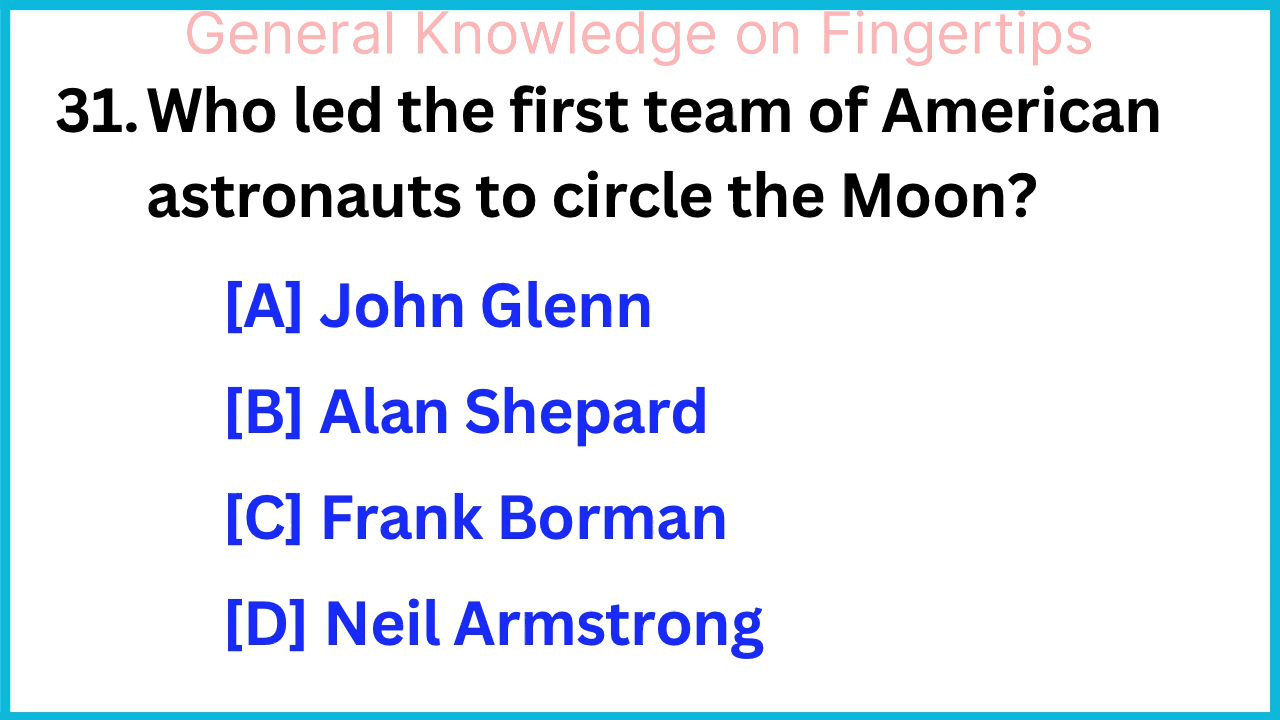 General Knowledge on Fingertips
31. Who led the first team of American
astronauts to circle the Moon?
[A] John Glenn
[B] Alan Shepard
[C] Frank Borman
[D] Neil Armstrong